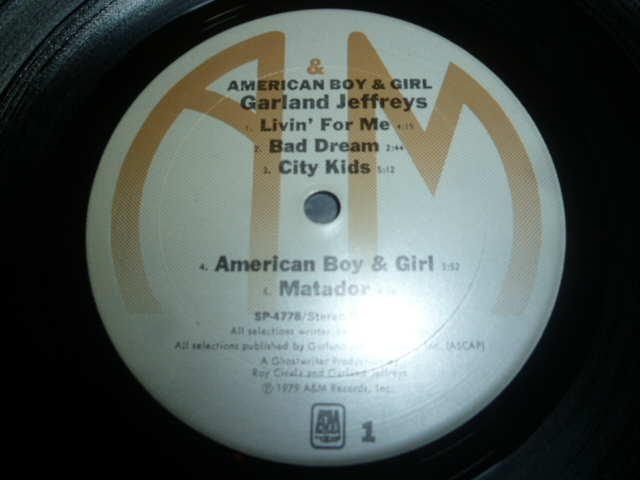 &
AMERICAN BOY & GIRL
Garland Jeffreys
1. Livin' For Me 4:19
2. Bad Dream 2:44
3. City Kids 5:12
4. American Boy & Girl 3:52
5. Matador
SP-4778/Stereo
All selections written
All selections published by Garland Inc. (ASCAP)
A Ghostwriter Production by
Roy Cicala and Garland Jeffreys
℗ 1979 A&M Records, Inc.
A&M
RECORDS
1